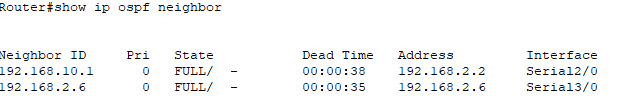 Router#show ip ospf neighbor
Neighbor ID     Pri   State           Dead Time   Address         Interface
192.168.10.1      0   FULL/  -        00:00:38    192.168.2.2     Serial2/0
192.168.2.6       0   FULL/  -        00:00:35    192.168.2.6     Serial3/0